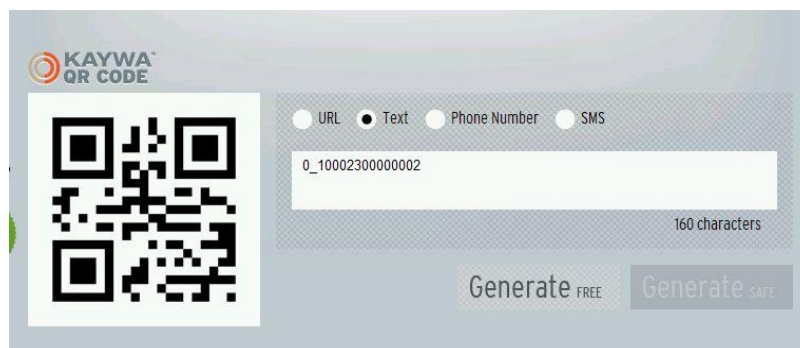 KAYWA
QR CODE
URL Text Phone Number SMS
0_10002300000002
160 characters
Generate FREE Generate SAFE